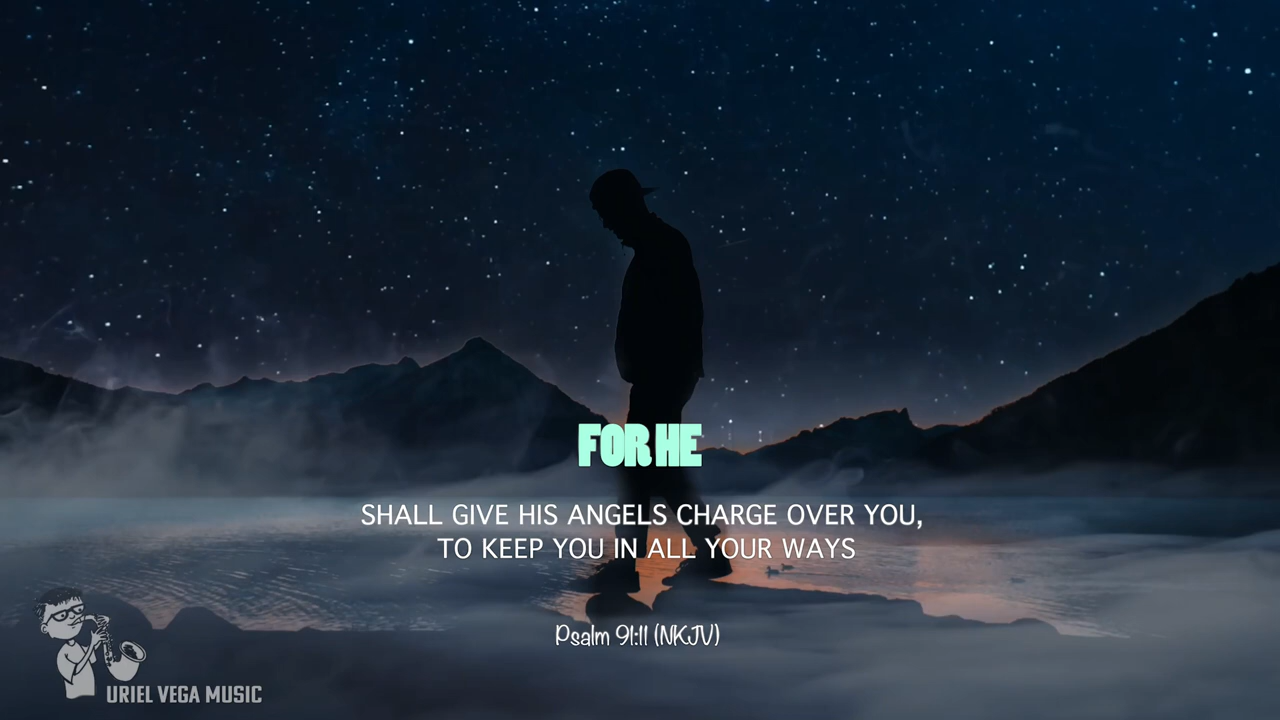 FOR HE
SHALL GIVE HIS ANGELS CHARGE OVER YOU,
TO KEEP YOU IN ALL YOUR WAYS
Psalm 91:11 (NKJV)
URIEL VEGA MUSIC